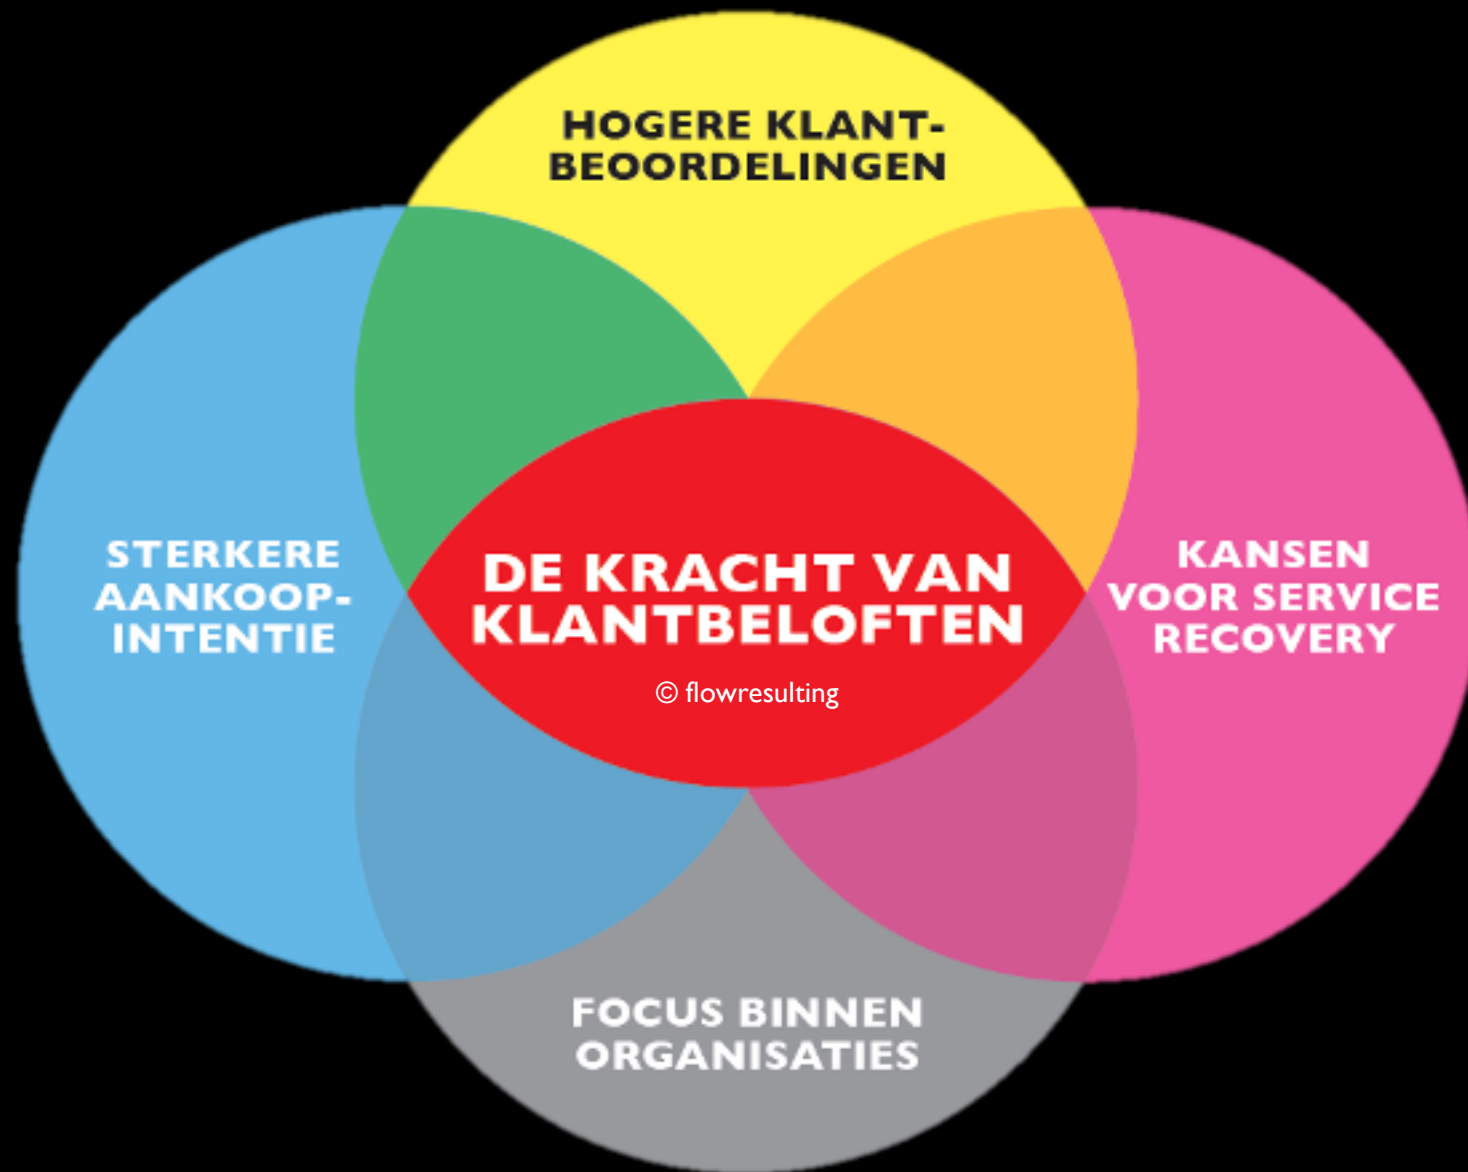 HOGERE KLANT-
BEOORDELINGEN
STERKERE
AANKOOP-
INTENTIE
DE KRACHT VAN
KLANTBELOFTEN
© flowresulting
KANSEN
VOOR SERVICE
RECOVERY
FOCUS BINNEN
ORGANISATIES